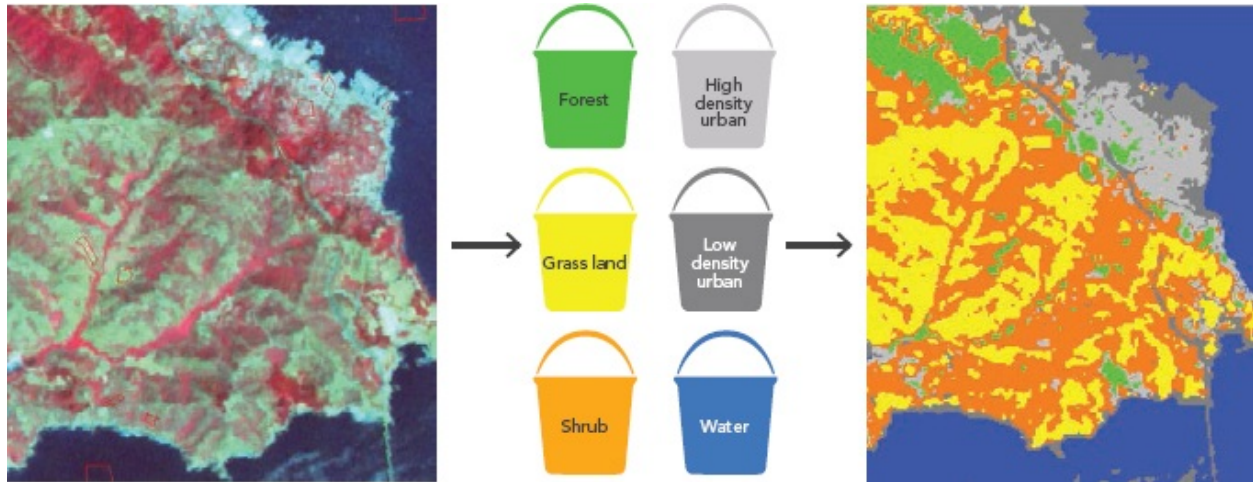 Forest
High
density
urban
Grass land
Low
density
urban
Shrub
Water